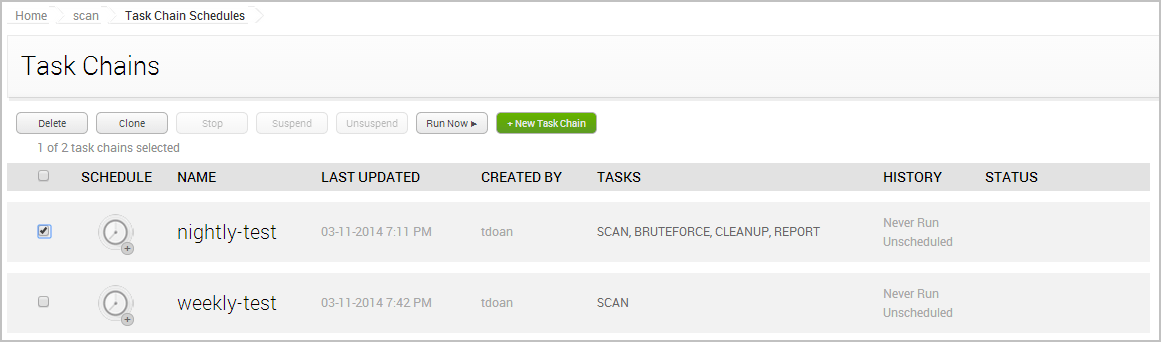 Home scan Task Chain Schedules
Task Chains
Delete Clone Stop Suspend Unsuspend Run Now + New Task Chain
1 of 2 task chains selected
SCHEDULE NAME LAST UPDATED CREATED BY TASKS HISTORY STATUS
nightly-test 03-11-2014 7:11 PM tdoan SCAN, BRUTEFORCE, CLEANUP, REPORT Never Run
Unscheduled
weekly-test 03-11-2014 7:42 PM tdoan SCAN Never Run
Unscheduled